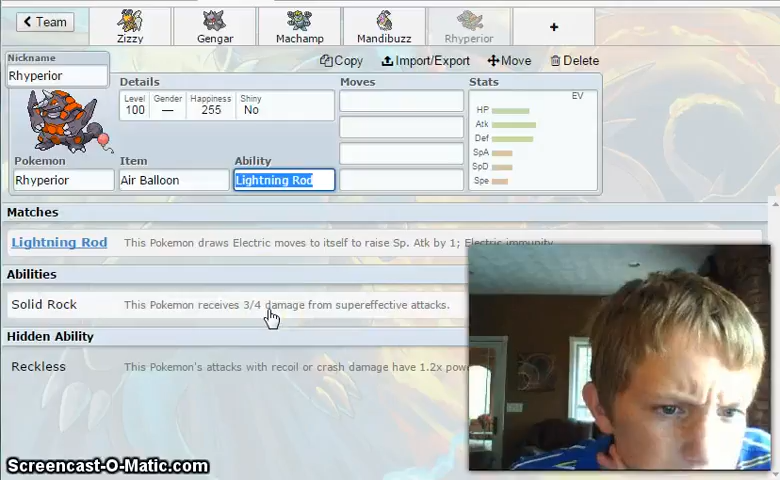 Team
Zizzy
Gengar
Machamp
Mandibuzz
Rhyperior
+
Copy
Import/Export
Move
Delete
Nickname
Rhyperior
Details
Level
100
Gender
—
Happiness
255
Shiny
No
Pokemon
Rhyperior
Item
Air Balloon
Ability
Lightning Rod
Moves
Stats
EV
HP
Atk
Def
SpA
SpD
Spe
Matches
Lightning Rod This Pokemon draws Electric moves to itself to raise Sp. Atk by 1; Electric immunity.
Abilities
Solid Rock This Pokemon receives 3/4 damage from supereffective attacks.
Hidden Ability
Reckless This Pokemon's attacks with recoil or crash damage have 1.2x
Screencast-O-Matic.com